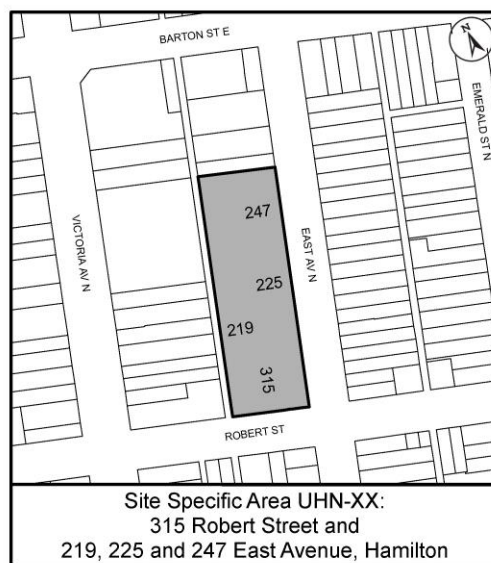 BARTON ST E
N
EMERALD ST N
247
VICTORIA AV N
EAST AV N
225
219
315
ROBERT ST
Site Specific Area UHN-XX:
315 Robert Street and
219, 225 and 247 East Avenue, Hamilton